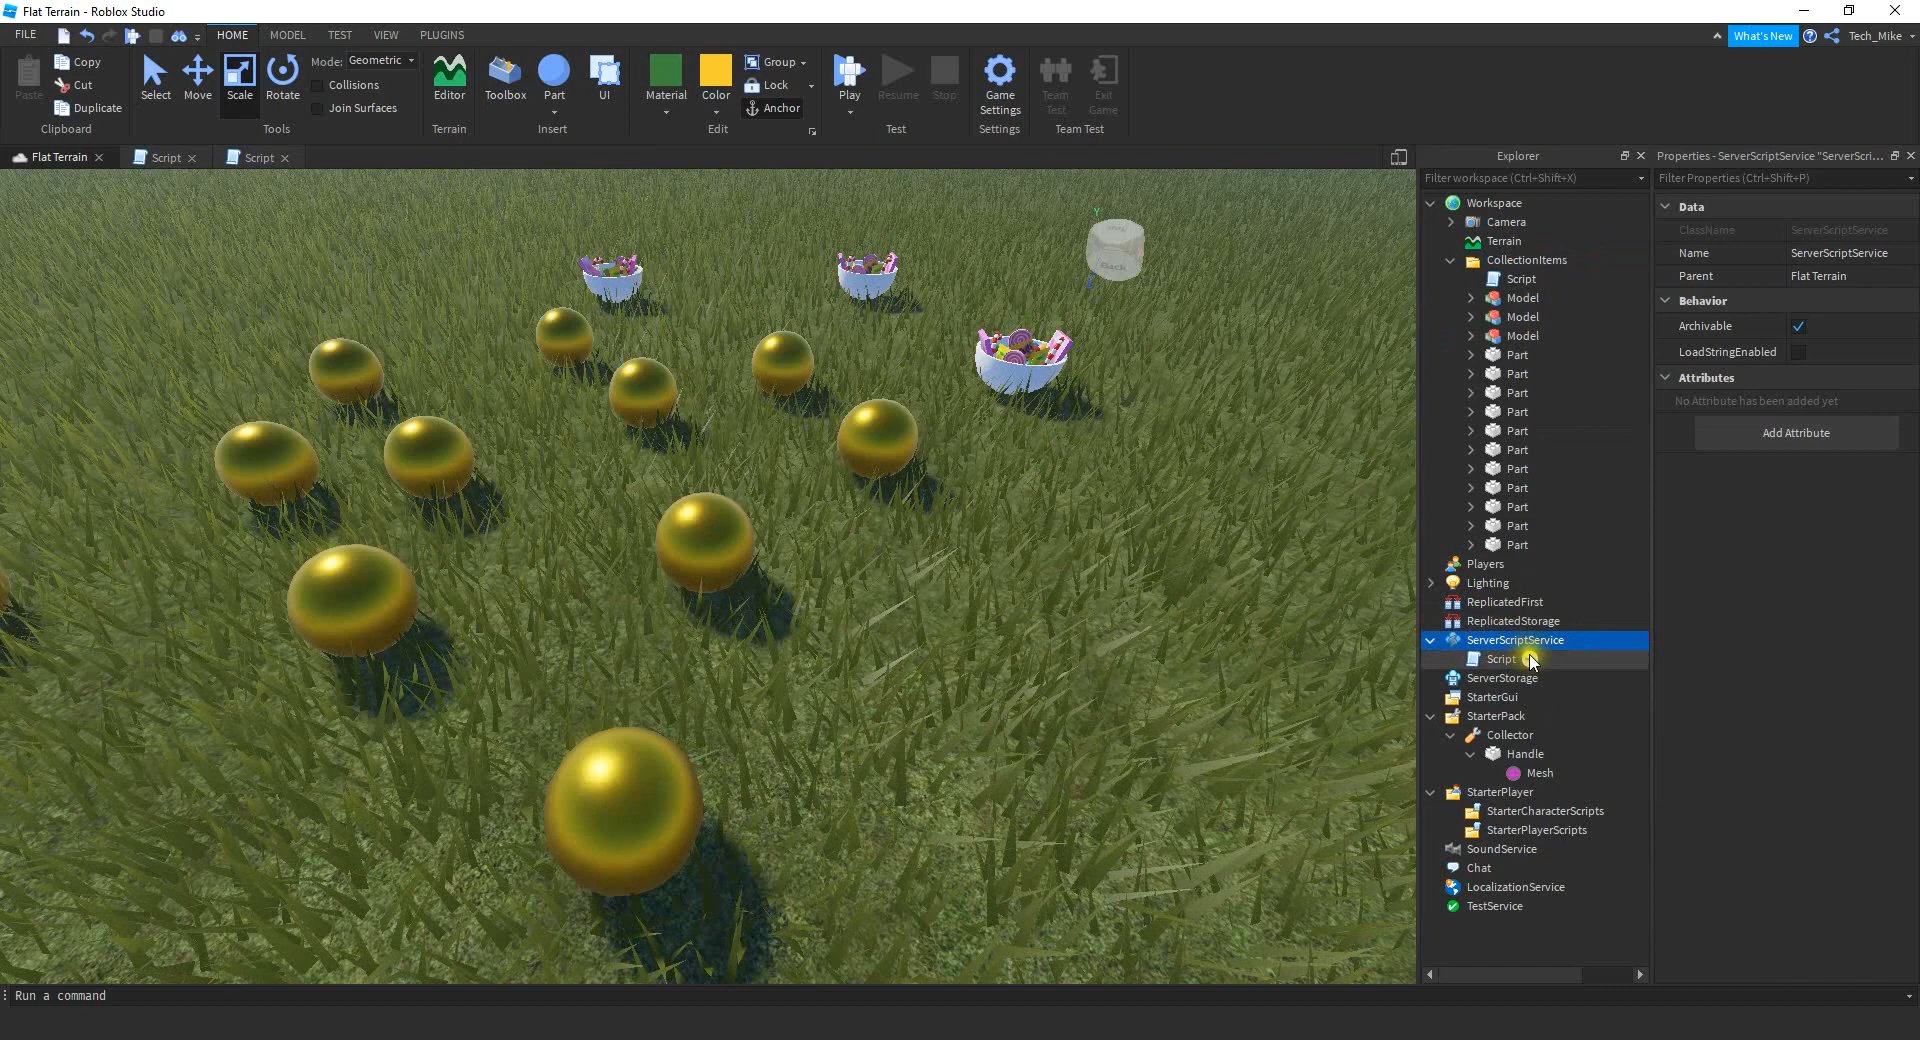 Flat Terrain - Roblox Studio
FILE
HOME
MODEL
TEST
VIEW
PLUGINS
What's New
Tech_Mike
Paste
Copy
Cut
Duplicate
Clipboard
Select
Move
Scale
Rotate
Mode: Geometric
Collisions
Join Surfaces
Tools
Editor
Terrain
Toolbox
Part
UI
Insert
Material
Color
Group
Lock
Anchor
Edit
Play
Resume
Stop
Test
Game Settings
Settings
Team Test
Exit Game
Team Test
Flat Terrain
Script
Script
Explorer
Filter workspace (Ctrl+Shift+X)
Workspace
Camera
Terrain
CollectionItems
Script
Model
Model
Model
Part
Part
Part
Part
Part
Part
Part
Part
Part
Part
Part
Players
Lighting
ReplicatedFirst
ReplicatedStorage
ServerScriptService
Script
ServerStorage
StarterGui
StarterPack
Collector
Handle
Mesh
StarterPlayer
StarterCharacterScripts
StarterPlayerScripts
SoundService
Chat
LocalizationService
TestService
Properties - ServerScriptService "ServerScri...
Filter Properties (Ctrl+Shift+P)
Data
ClassName ServerScriptService
Name ServerScriptService
Parent Flat Terrain
Behavior
Archivable
LoadStringEnabled
Attributes
No Attribute has been added yet
Add Attribute
Y
Back
Run a command